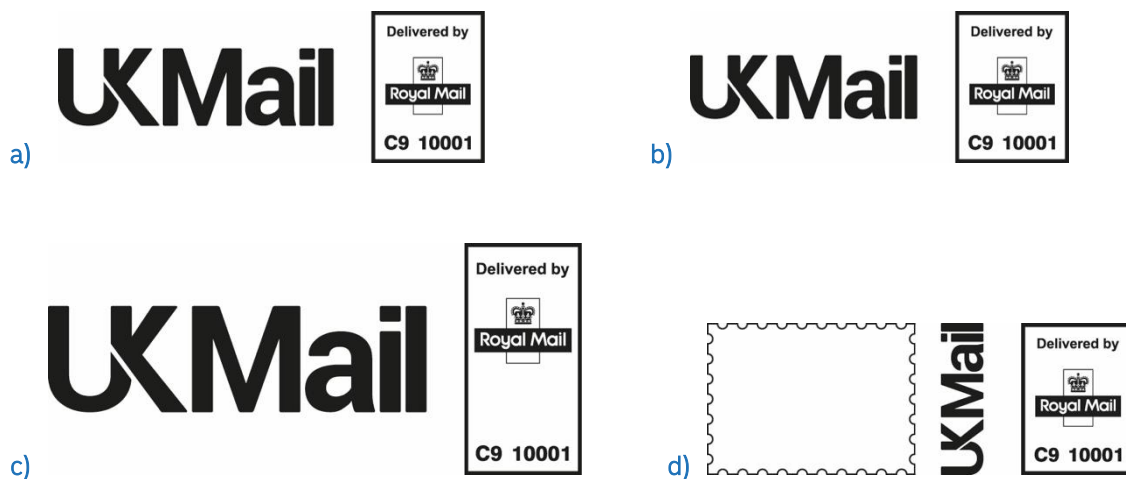 UKMail
Delivered by
Royal Mail
C9 10001
a)
UKMail
Delivered by
Royal Mail
C9 10001
b)
UKMail
Delivered by
Royal Mail
C9 10001
c)
UKMail
Delivered by
Royal Mail
C9 10001
d)